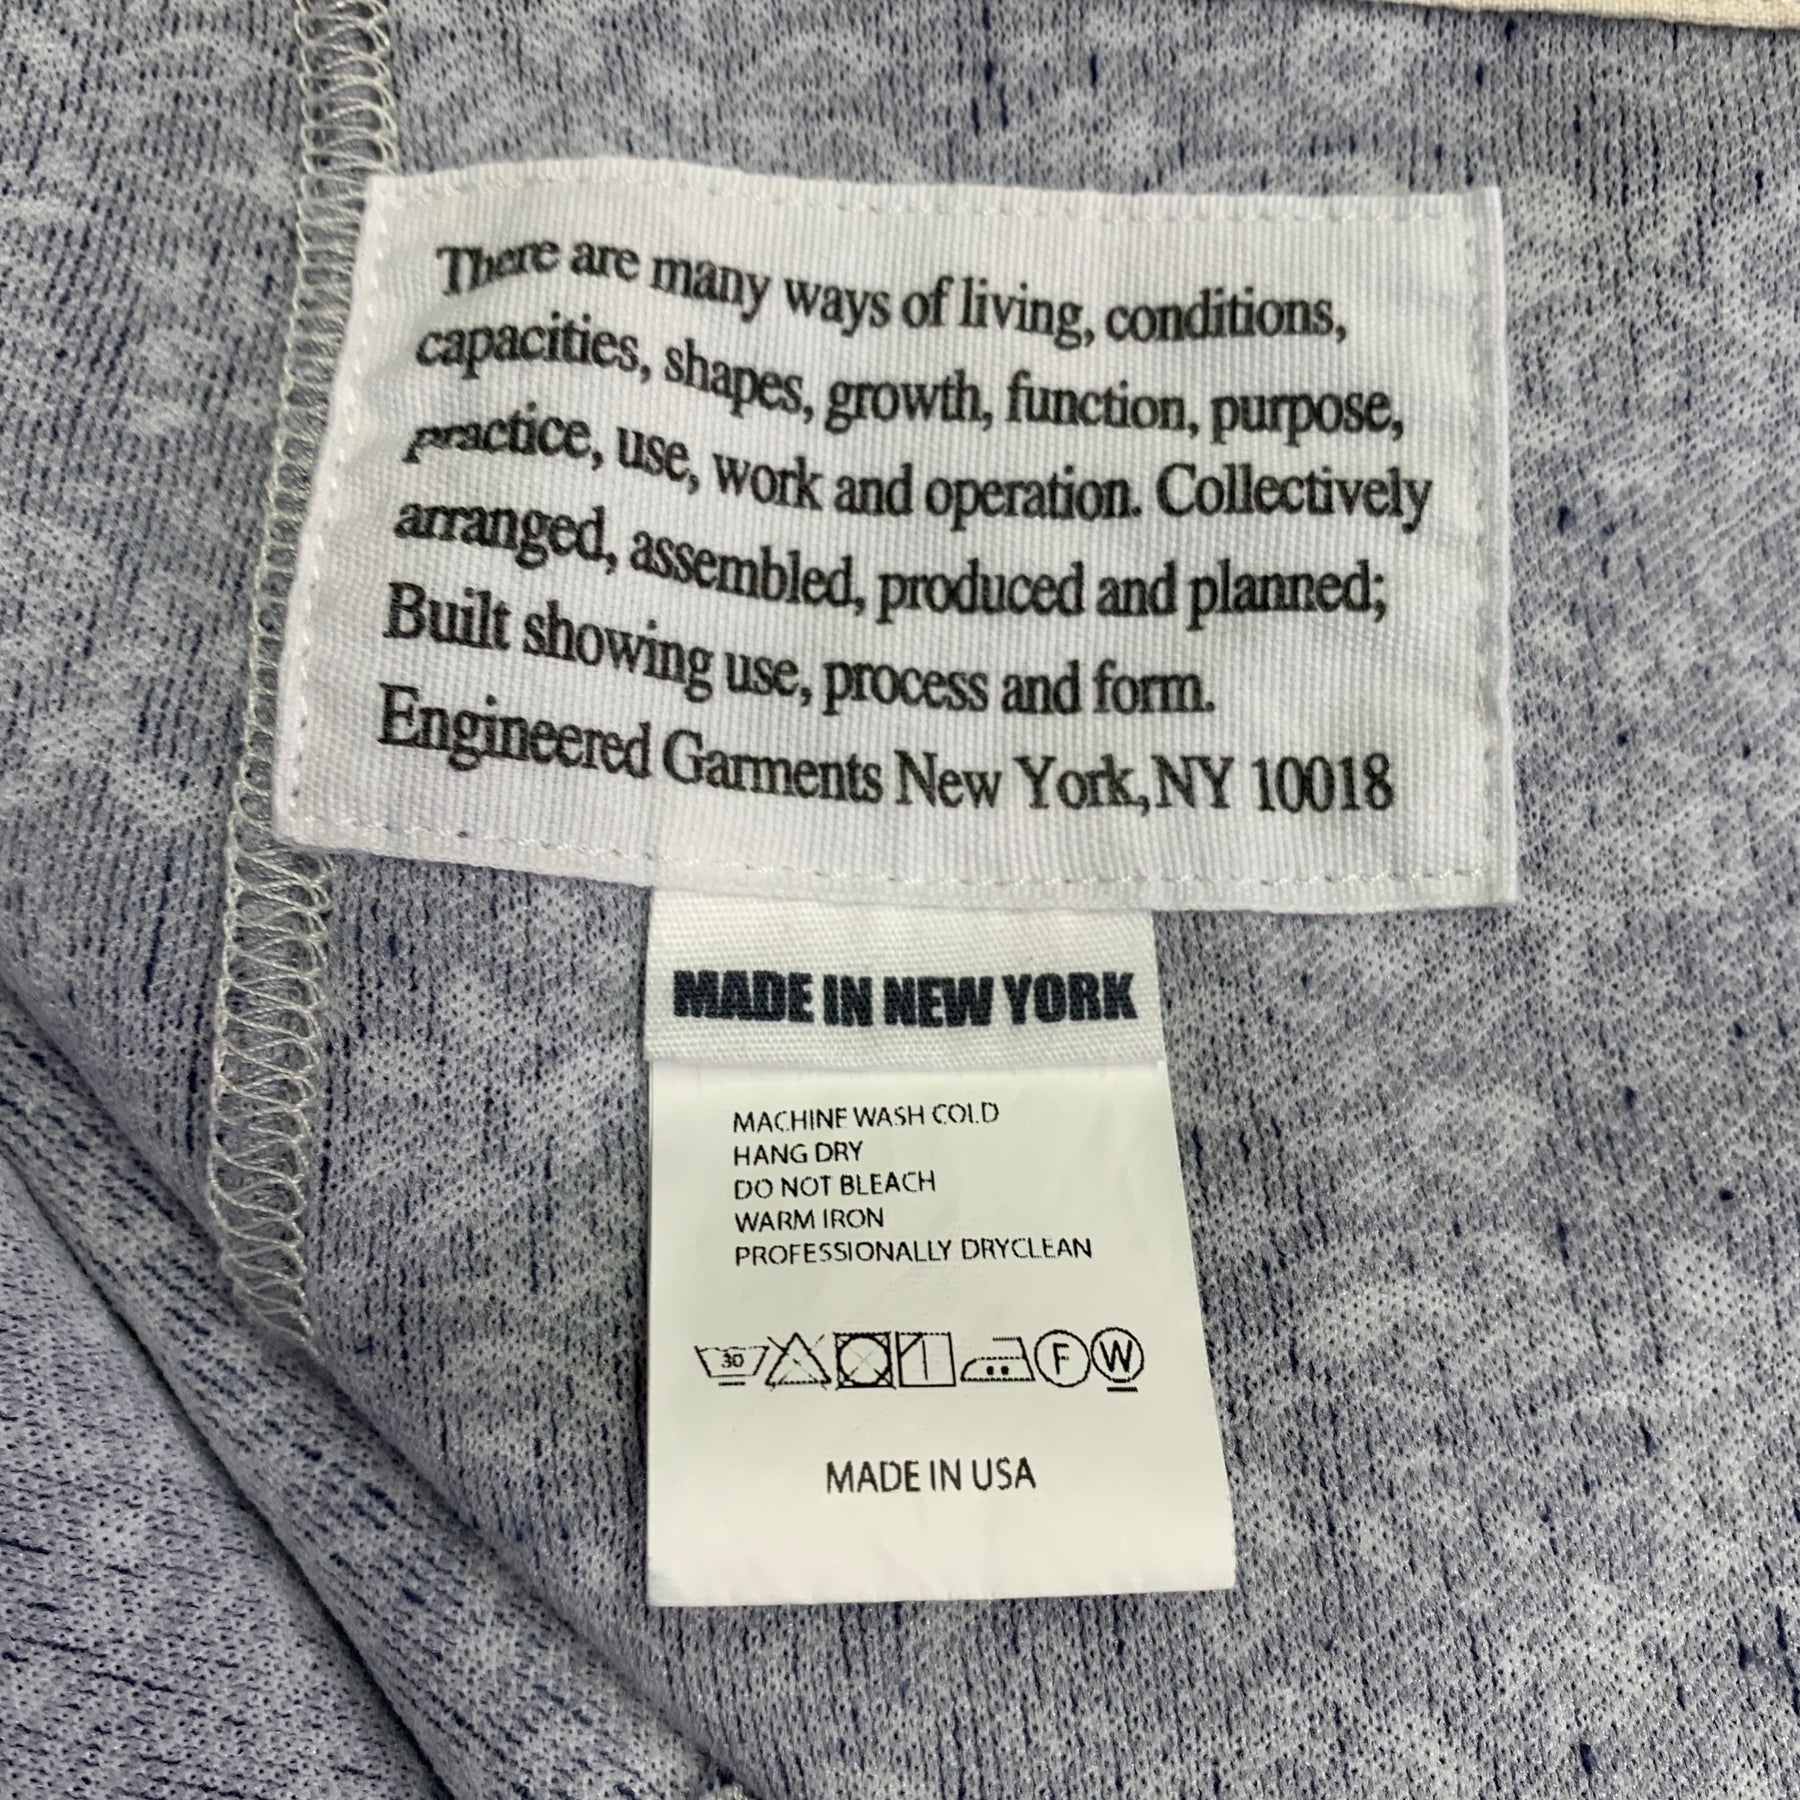 There are many ways of living, conditions,
capacities, shapes, growth, function, purpose,
practice, use, work and operation. Collectively
arranged, assembled, produced and planned;
Built showing use, process and form.
Engineered Garments New York,NY 10018
MADE IN NEW YORK
MACHINE WASH COLD
HANG DRY
DO NOT BLEACH
WARM IRON
PROFESSIONALLY DRYCLEAN
30 F W
MADE IN USA